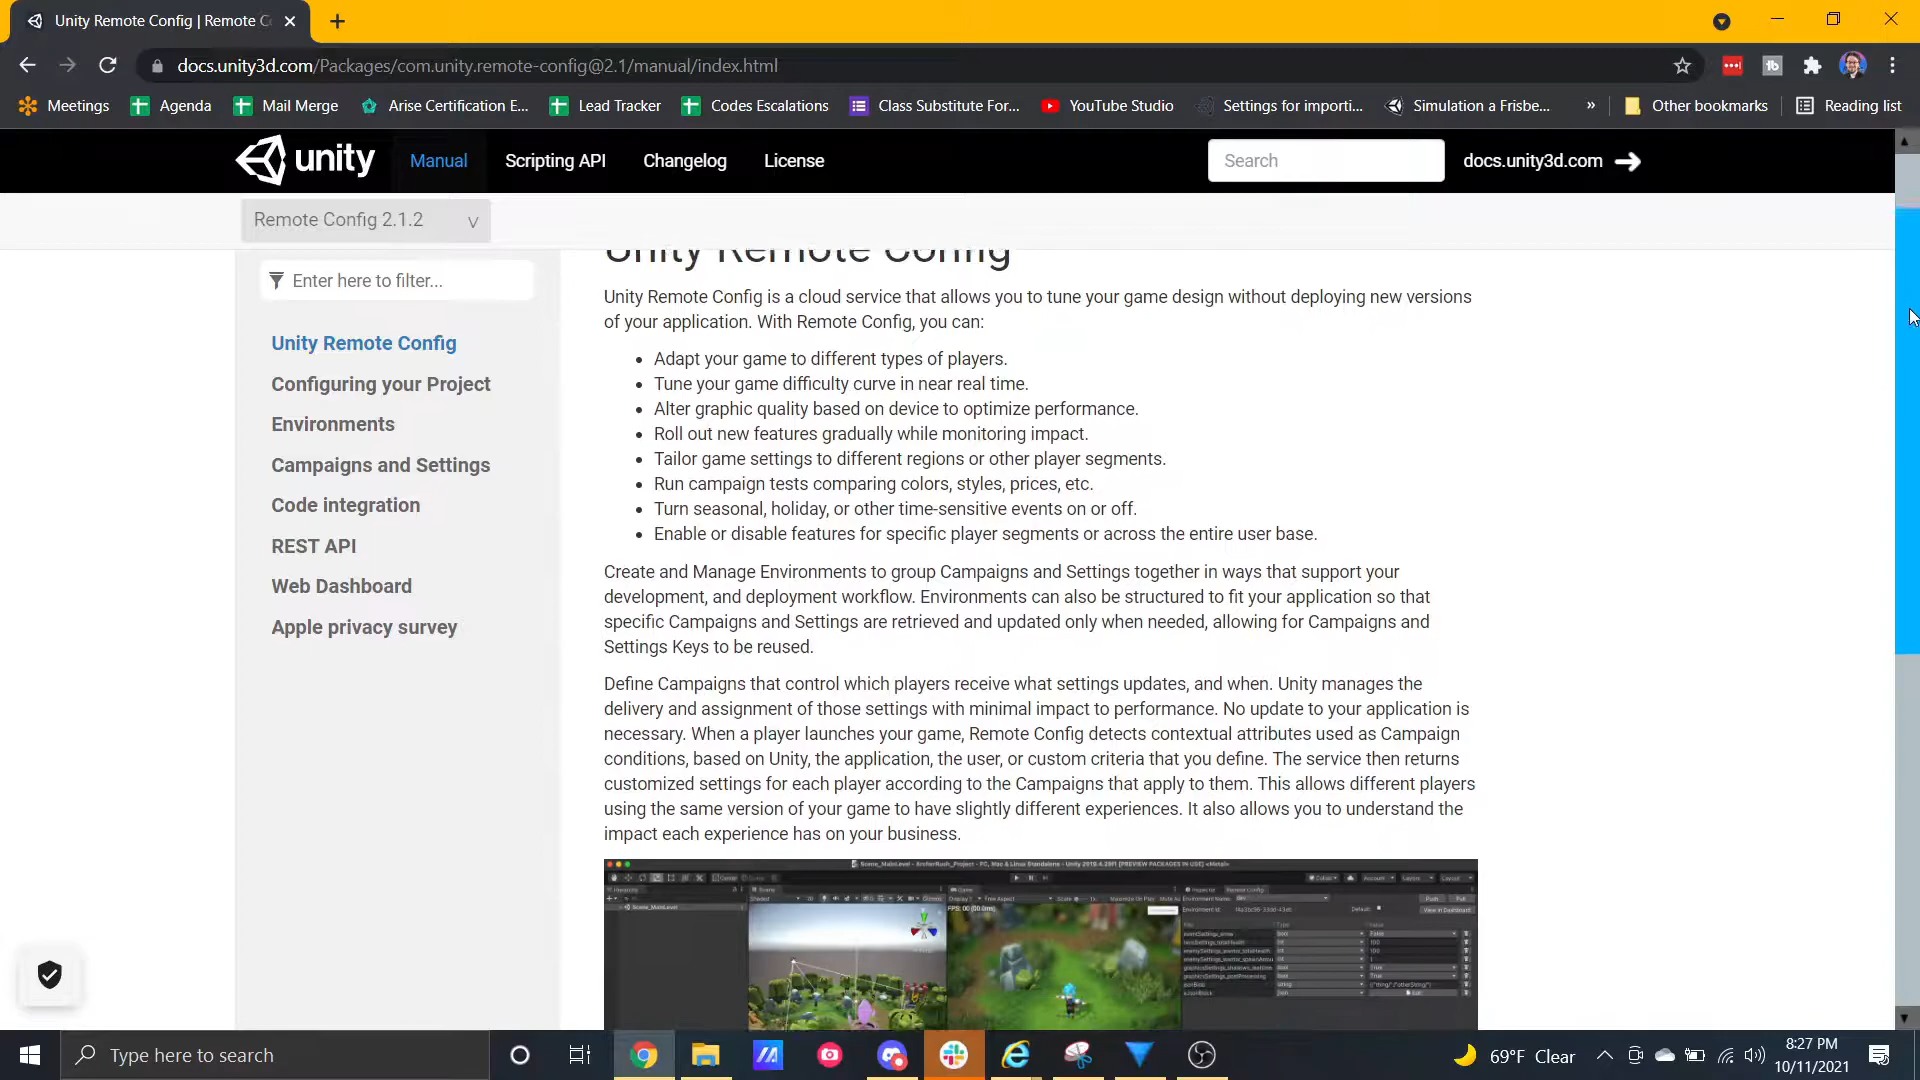 Unity Remote Config | Remote C
docs.unity3d.com/Packages/com.unity.remote-config@2.1/manual/index.html
Meetings Agenda Mail Merge Arise Certification E... Lead Tracker Codes Escalations Class Substitute For... YouTube Studio Settings for importi... Simulation a Frisbe... » Other bookmarks Reading list
unity Manual Scripting API Changelog License Search docs.unity3d.com
Remote Config 2.1.2
Enter here to filter...
Unity Remote Config
Configuring your Project
Environments
Campaigns and Settings
Code integration
REST API
Web Dashboard
Apple privacy survey
Unity Remote Config
Unity Remote Config is a cloud service that allows you to tune your game design without deploying new versions
of your application. With Remote Config, you can:
• Adapt your game to different types of players.
• Tune your game difficulty curve in near real time.
• Alter graphic quality based on device to optimize performance.
• Roll out new features gradually while monitoring impact.
• Tailor game settings to different regions or other player segments.
• Run campaign tests comparing colors, styles, prices, etc.
• Turn seasonal, holiday, or other time-sensitive events on or off.
• Enable or disable features for specific player segments or across the entire user base.
Create and Manage Environments to group Campaigns and Settings together in ways that support your
development, and deployment workflow. Environments can also be structured to fit your application so that
specific Campaigns and Settings are retrieved and updated only when needed, allowing for Campaigns and
Settings Keys to be reused.
Define Campaigns that control which players receive what settings updates, and when. Unity manages the
delivery and assignment of those settings with minimal impact to performance. No update to your application is
necessary. When a player launches your game, Remote Config detects contextual attributes used as Campaign
conditions, based on Unity, the application, the user, or custom criteria that you define. The service then returns
customized settings for each player according to the Campaigns that apply to them. This allows different players
using the same version of your game to have slightly different experiences. It also allows you to understand the
impact each experience has on your business.
Type here to search
69°F Clear
8:27 PM
10/11/2021